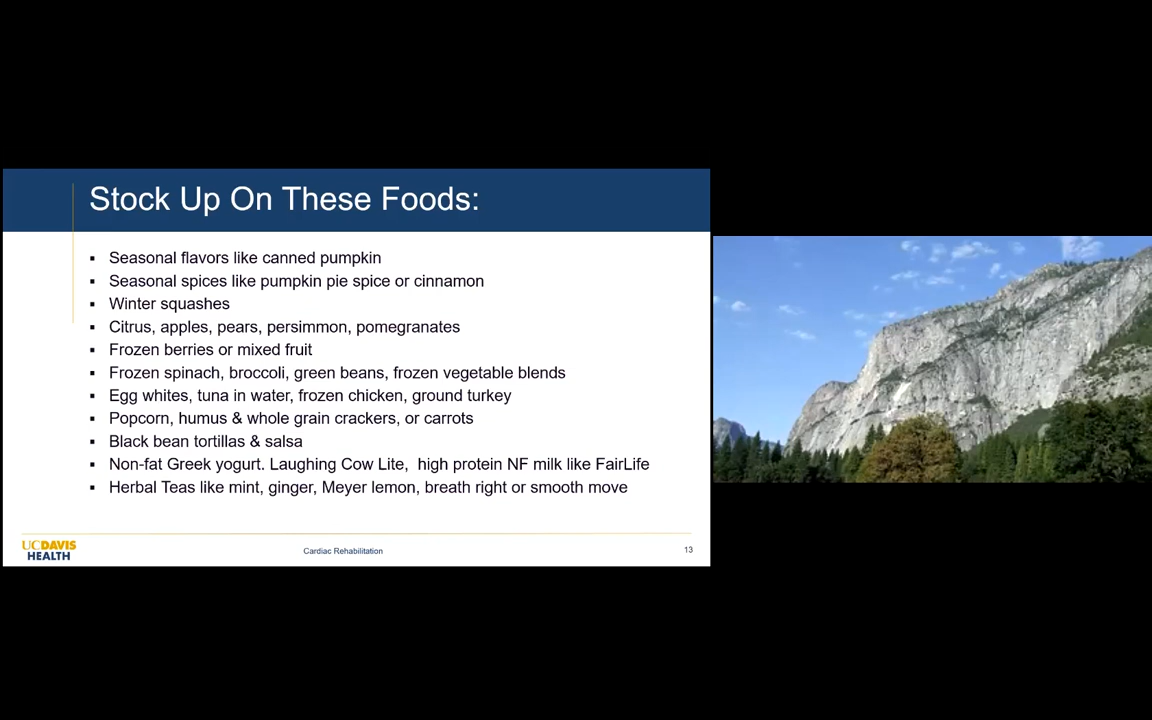 Stock Up On These Foods:
▪ Seasonal flavors like canned pumpkin
▪ Seasonal spices like pumpkin pie spice or cinnamon
▪ Winter squashes
▪ Citrus, apples, pears, persimmon, pomegranates
▪ Frozen berries or mixed fruit
▪ Frozen spinach, broccoli, green beans, frozen vegetable blends
▪ Egg whites, tuna in water, frozen chicken, ground turkey
▪ Popcorn, humus & whole grain crackers, or carrots
▪ Black bean tortillas & salsa
▪ Non-fat Greek yogurt. Laughing Cow Lite,  high protein NF milk like FairLife
▪ Herbal Teas like mint, ginger, Meyer lemon, breath right or smooth move
UCDAVIS
HEALTH
Cardiac Rehabilitation
13